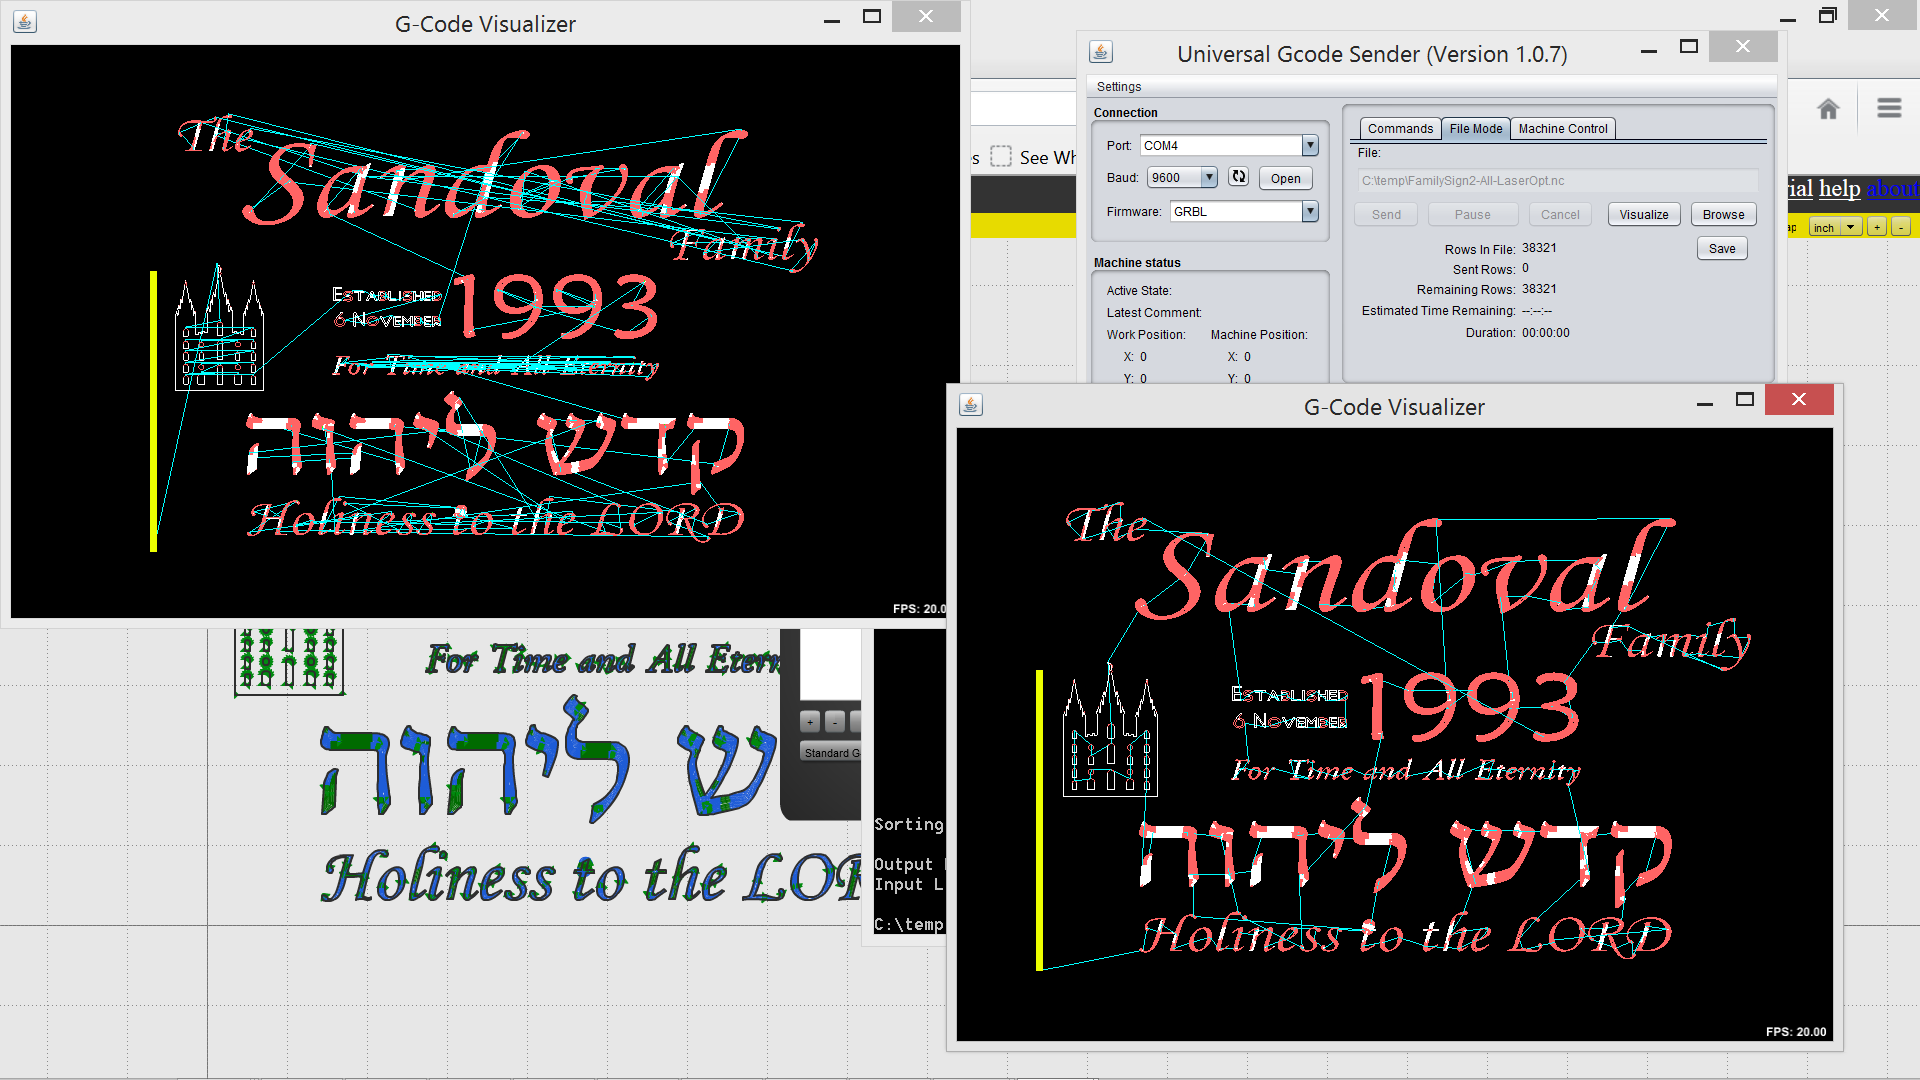 G-Code Visualizer
The
Sandoval
Family
ESTABLISHED
6 NOVEMBER
1993
For Time and All Eternity
קדש ליהוה
Holiness to the LORD
FPS: 20.0
Universal Gcode Sender (Version 1.0.7)
Settings
Connection
Port: COM4
Baud: 9600
Open
Firmware: GRBL
Machine status
Active State:
Latest Comment:
Work Position: Machine Position:
X: 0 X: 0
Y: 0 Y: 0
Commands File Mode Machine Control
File:
C:\temp\FamilySign2-All-LaserOpt.nc
Send Pause Cancel Visualize Browse
Save
Rows In File: 38321
Sent Rows: 0
Remaining Rows: 38321
Estimated Time Remaining: --:--:--
Duration: 00:00:00
See Wh
ial help about
inch + -
For Time and All Etern
ש ליהוה
Holiness to the LOR
+ -
Standard G
Sorting
Output
Input L
C:\temp
G-Code Visualizer
The
Sandoval
Family
ESTABLISHED
6 NOVEMBER
1993
For Time and All Eternity
קדש ליהוה
Holiness to the LORD
FPS: 20.00